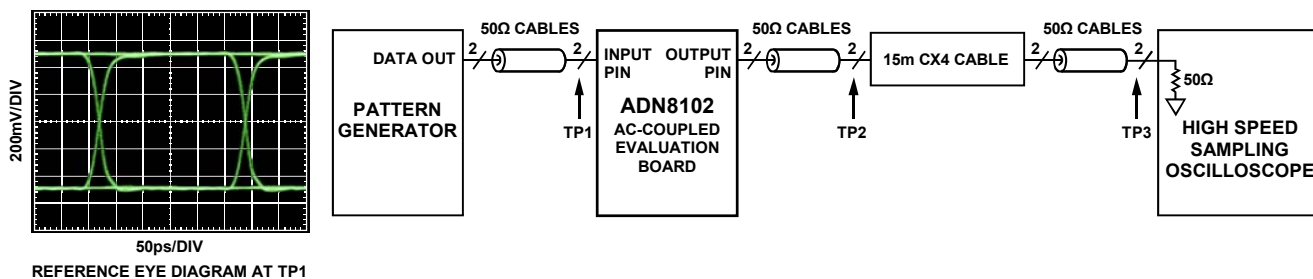 200mV/DIV
50ps/DIV
REFERENCE EYE DIAGRAM AT TP1
DATA OUT
PATTERN
GENERATOR
50Ω CABLES
2
2
TP1
INPUT
PIN
OUTPUT
PIN
ADN8102
AC-COUPLED
EVALUATION
BOARD
50Ω CABLES
2
2
TP2
15m CX4 CABLE
50Ω CABLES
2
2
TP3
50Ω
HIGH SPEED
SAMPLING
OSCILLOSCOPE